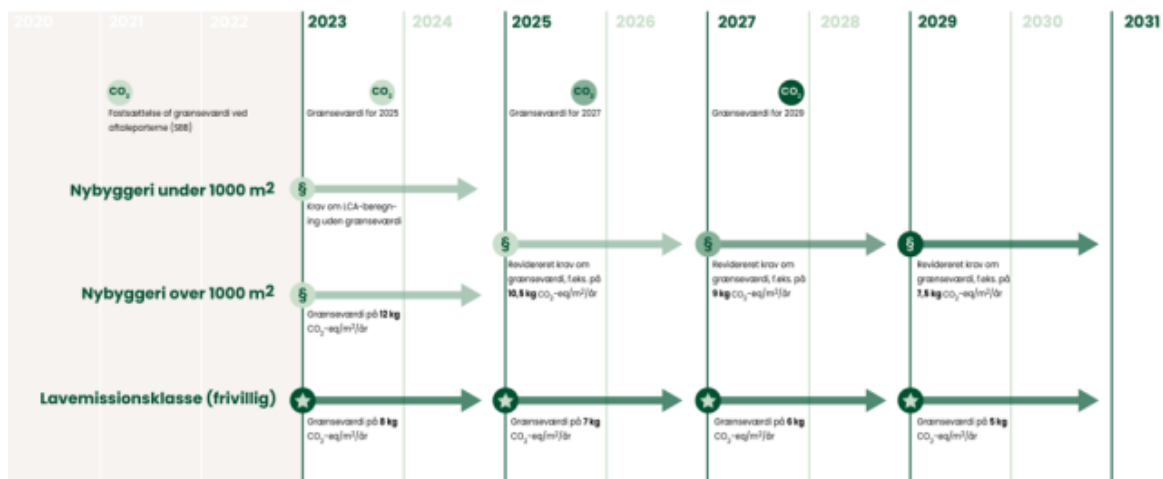 2020 2021 2022 2023 2024 2025 2026 2027 2028 2029 2030 2031
CO2
Fastsættelse af grænseværdi ved
aftaleparterne (SBB)
CO2
Grænseværdi for 2025
CO2
Grænseværdi for 2027
CO2
Grænseværdi for 2029
Nybyggeri under 1000 m2
§
Krav om LCA-beregn-
ing uden grænseværdi
Nybyggeri over 1000 m2
§
Grænseværdi på 12 kg
CO2-eq/m2/år
§
Revidereret krav om
grænseværdi, f.eks. på
10,5 kg CO2-eq/m2/år
§
Revidereret krav om
grænseværdi, f.eks. på
9 kg CO2-eq/m2/år
§
Revidereret krav om
grænseværdi, f.eks. på
7,5 kg CO2-eq/m2/år
Lavemissionsklasse (frivillig)
Grænseværdi på 8 kg
CO2-eq/m2/år
Grænseværdi på 7 kg
CO2-eq/m2/år
Grænseværdi på 6 kg
CO2-eq/m2/år
Grænseværdi på 5 kg
CO2-eq/m2/år